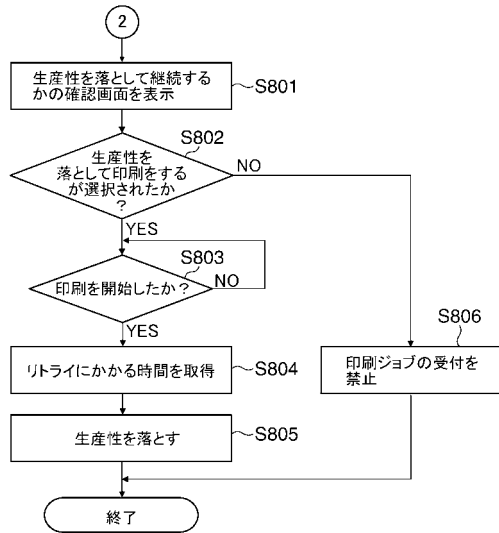 2
生産性を落として継続する
かの確認画面を表示
S801
S802
生産性を
落として印刷をする
が選択されたか
?
NO
YES
S803
印刷を開始したか?
NO
YES
S806
リトライにかかる時間を取得
S804
印刷ジョブの受付を
禁止
生産性を落とす
S805
終了